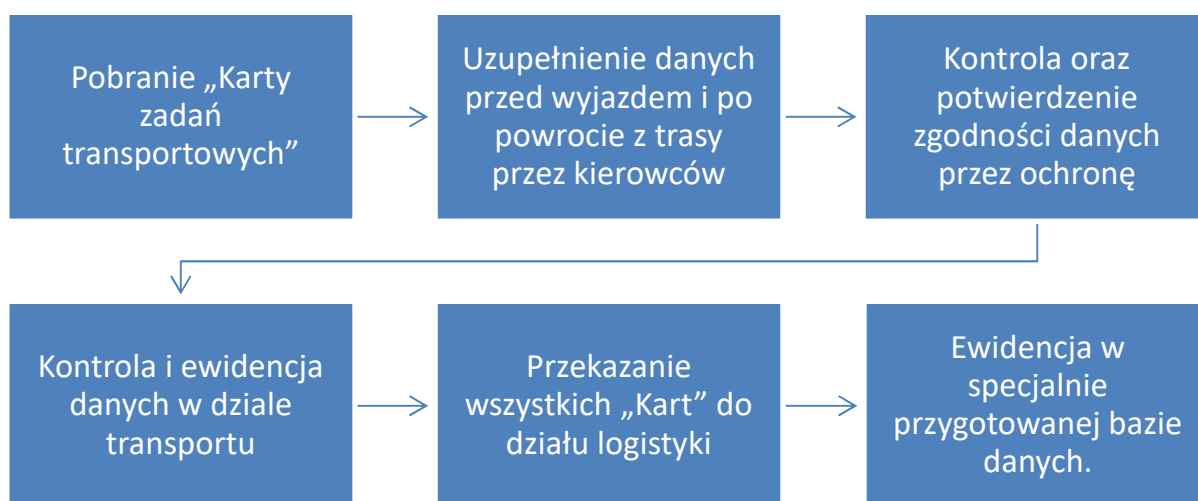 Pobranie „Karty
zadań
transportowych”
Uzupełnienie danych
przed wyjazdem i po
powrocie z trasy
przez kierowców
Kontrola oraz
potwierdzenie
zgodności danych
przez ochronę
Kontrola i ewidencja
danych w dziale
transportu
Przekazanie
wszystkich „Kart” do
działu logistyki
Ewidencja w
specjalnie
przygotowanej bazie
danych.